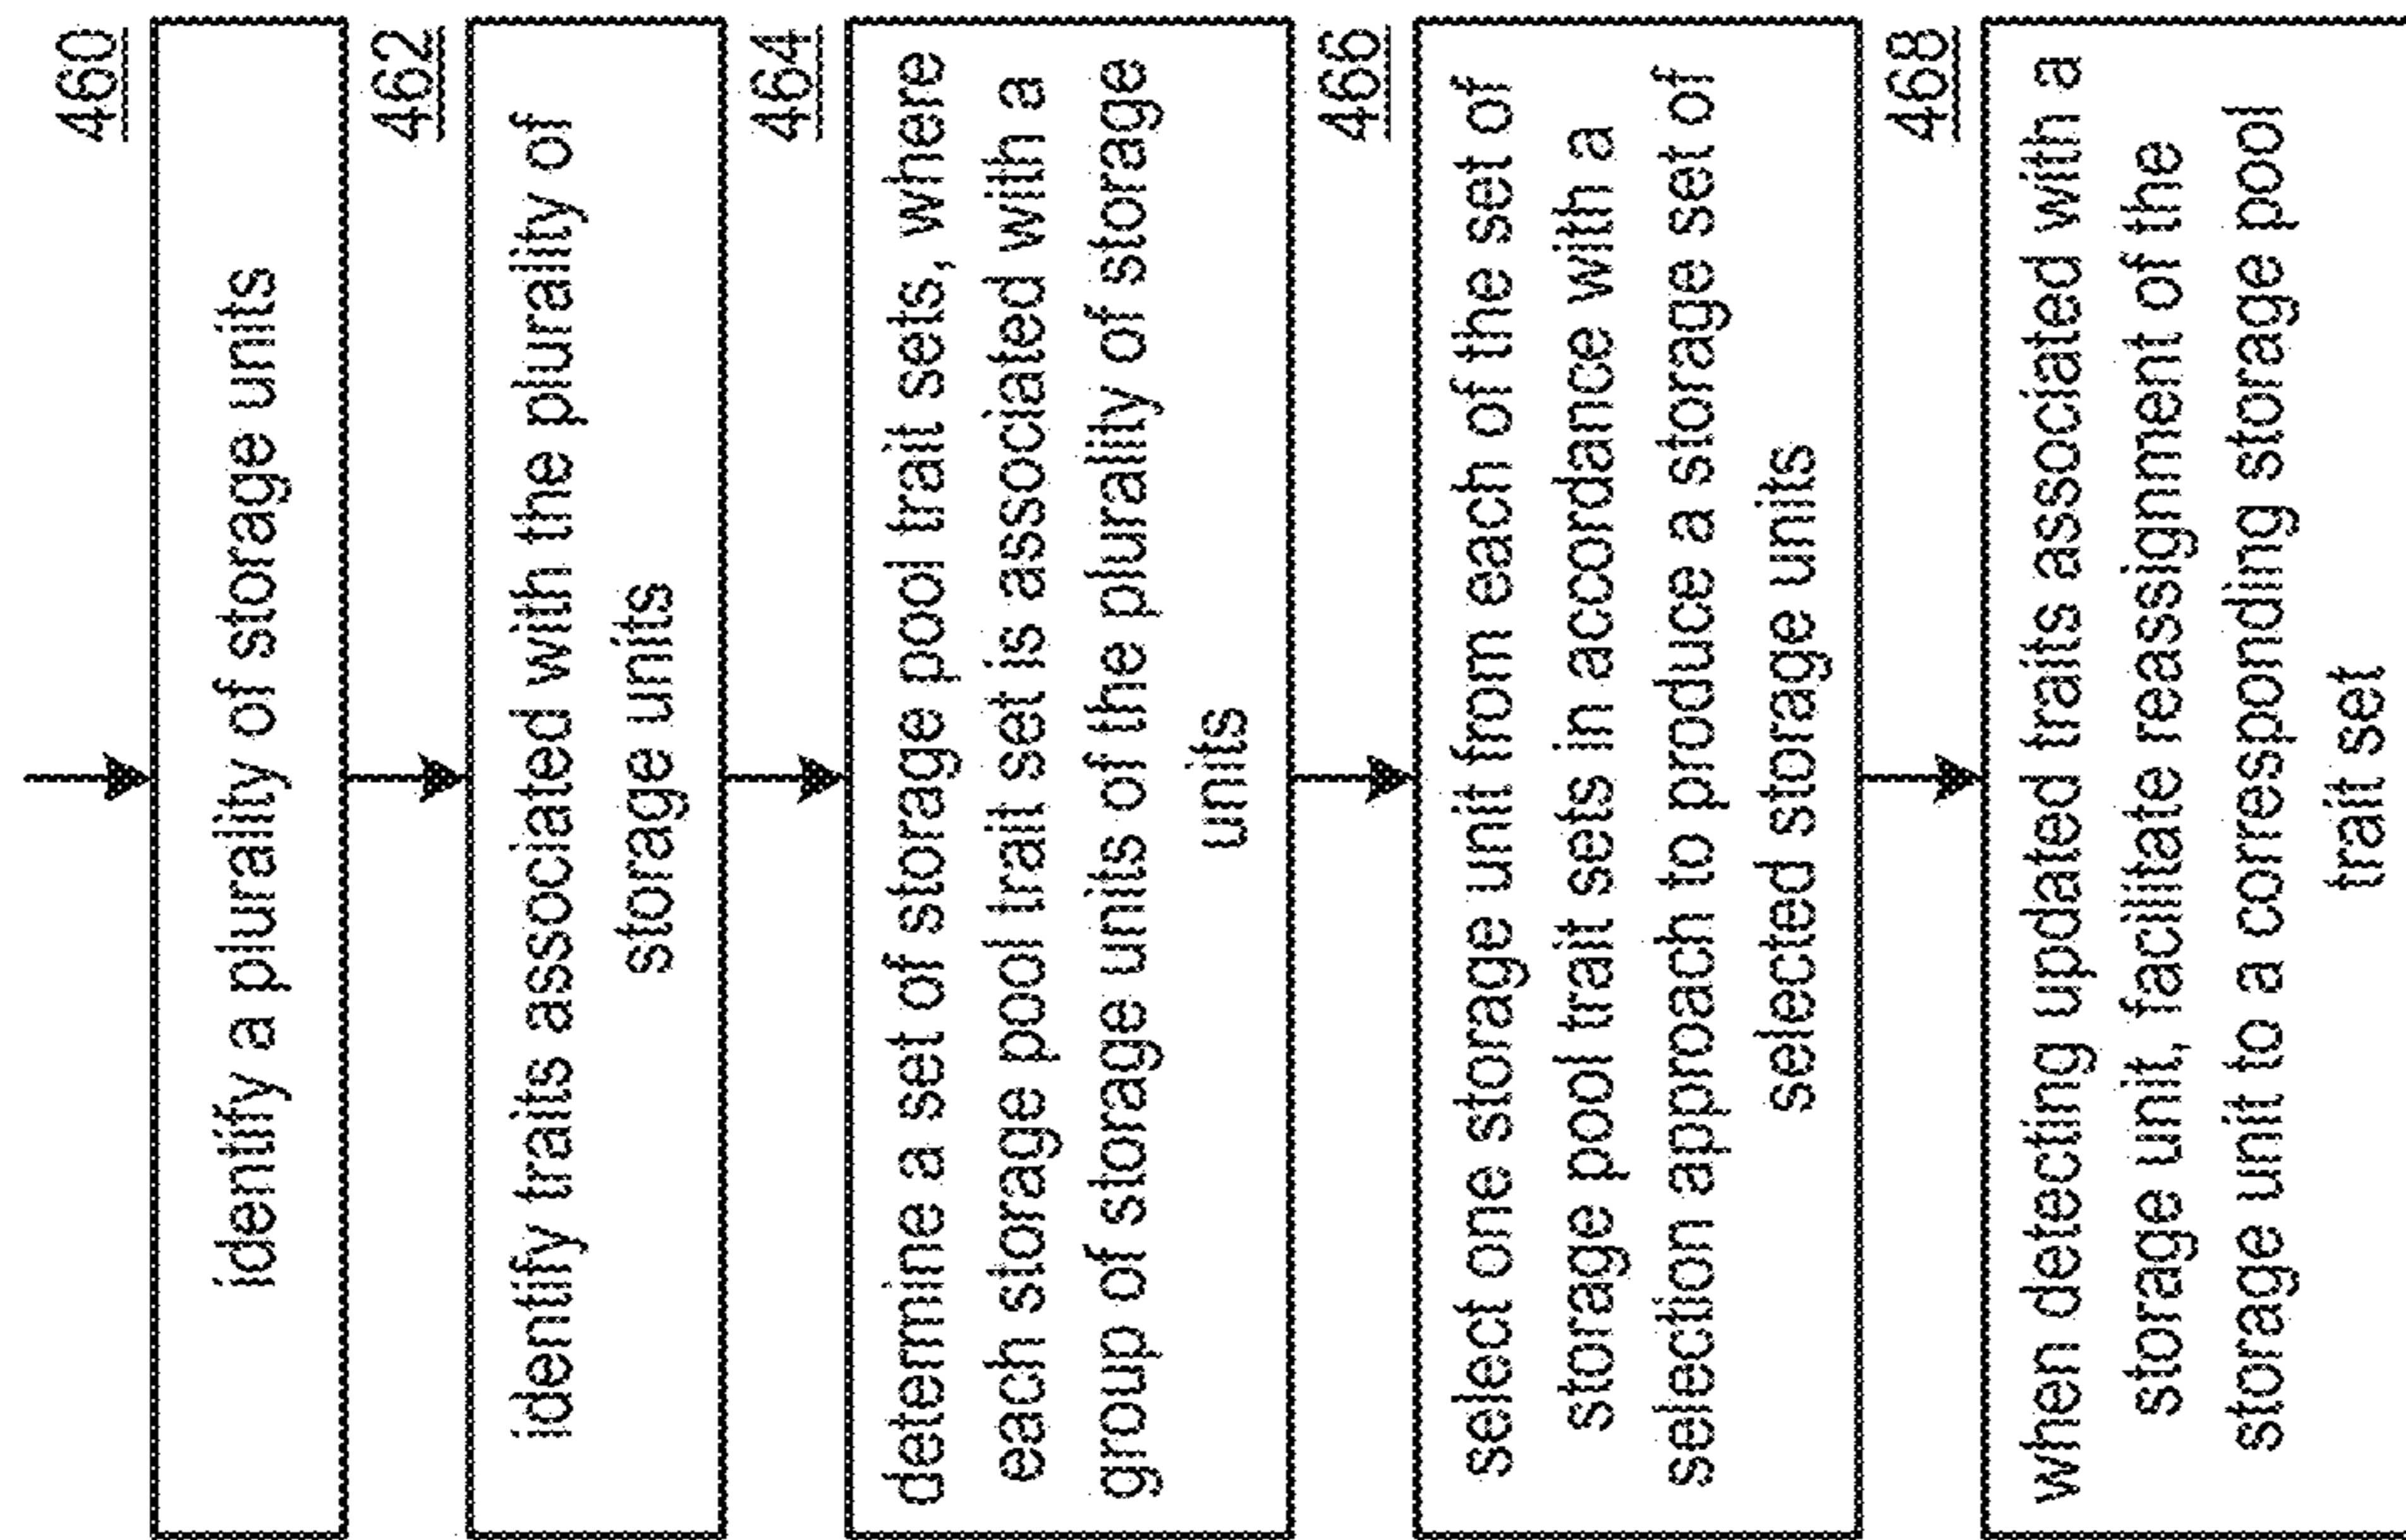 460
identify a plurality of storage units
462
identify traits associated with the plurality of
storage units
464
determine a set of storage pool trait sets, where
each storage pool trait set is associated with a
group of storage units of the plurality of storage
units
466
select one storage unit from each of the set of
storage pool trait sets in accordance with a
selection approach to produce a storage set of
selected storage units
468
when detecting updated traits associated with a
storage unit, facilitate reassignment of the
storage unit to a corresponding storage pool
trait set